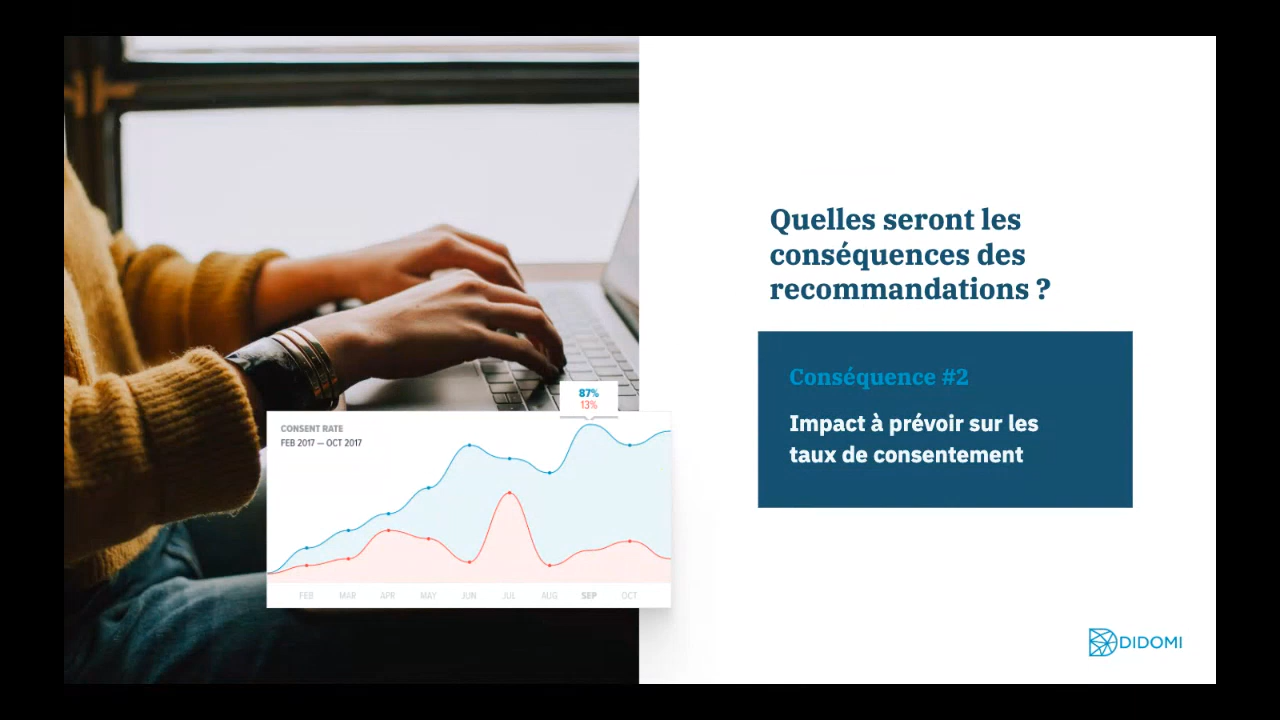 Quelles seront les
conséquences des
recommandations ?
Conséquence #2
Impact à prévoir sur les
taux de consentement
87%
13%
CONSENT RATE
FEB 2017 — OCT 2017
FEB MAR APR MAY JUN JUL AUG SEP OCT
DIDOMI